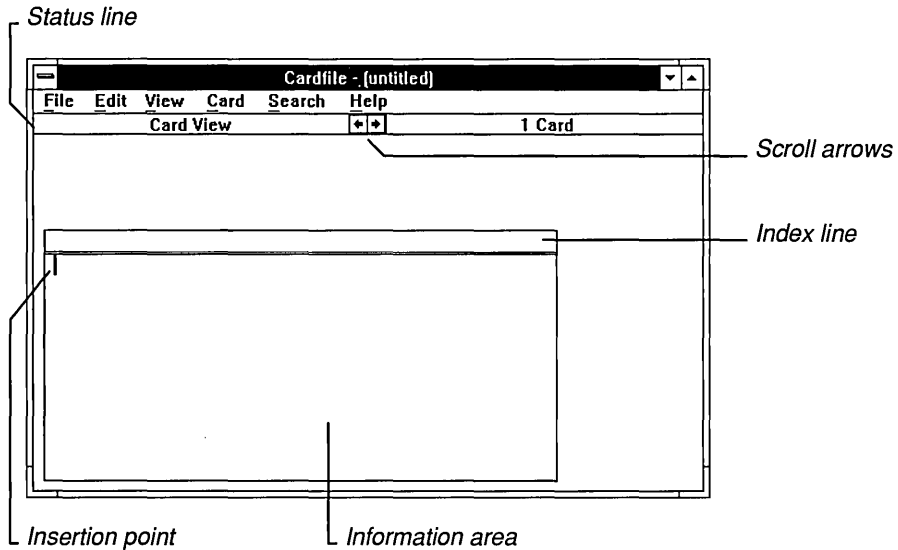 Status line
Cardfile - (untitled)
File Edit View Card Search Help
Card View
1 Card
Scroll arrows
Index line
Insertion point
Information area